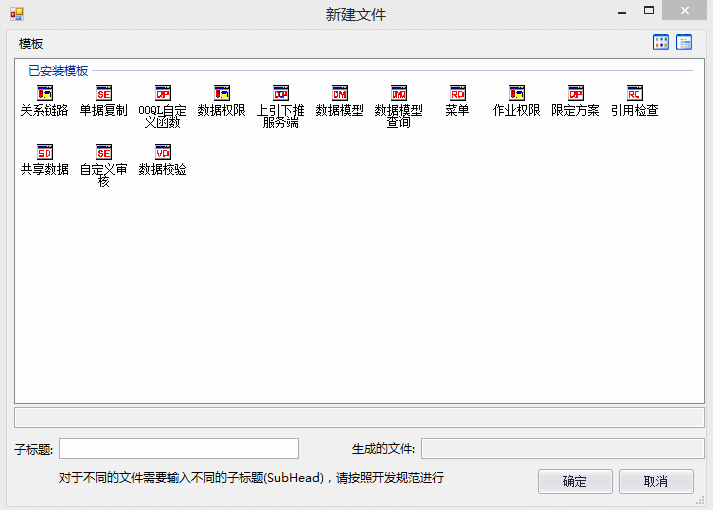 新建文件
模板
已安装模板
关系链路 单据复制 OOQL自定 数据权限 上引下推 数据模型 数据模型 菜单 作业权限 限定方案 引用检查
义函数 服务端 查询
共享数据 自定义审 数据校验
核
子标题: 生成的文件:
对于不同的文件需要输入不同的子标题(SubHead)，请按照开发规范进行
确定 取消